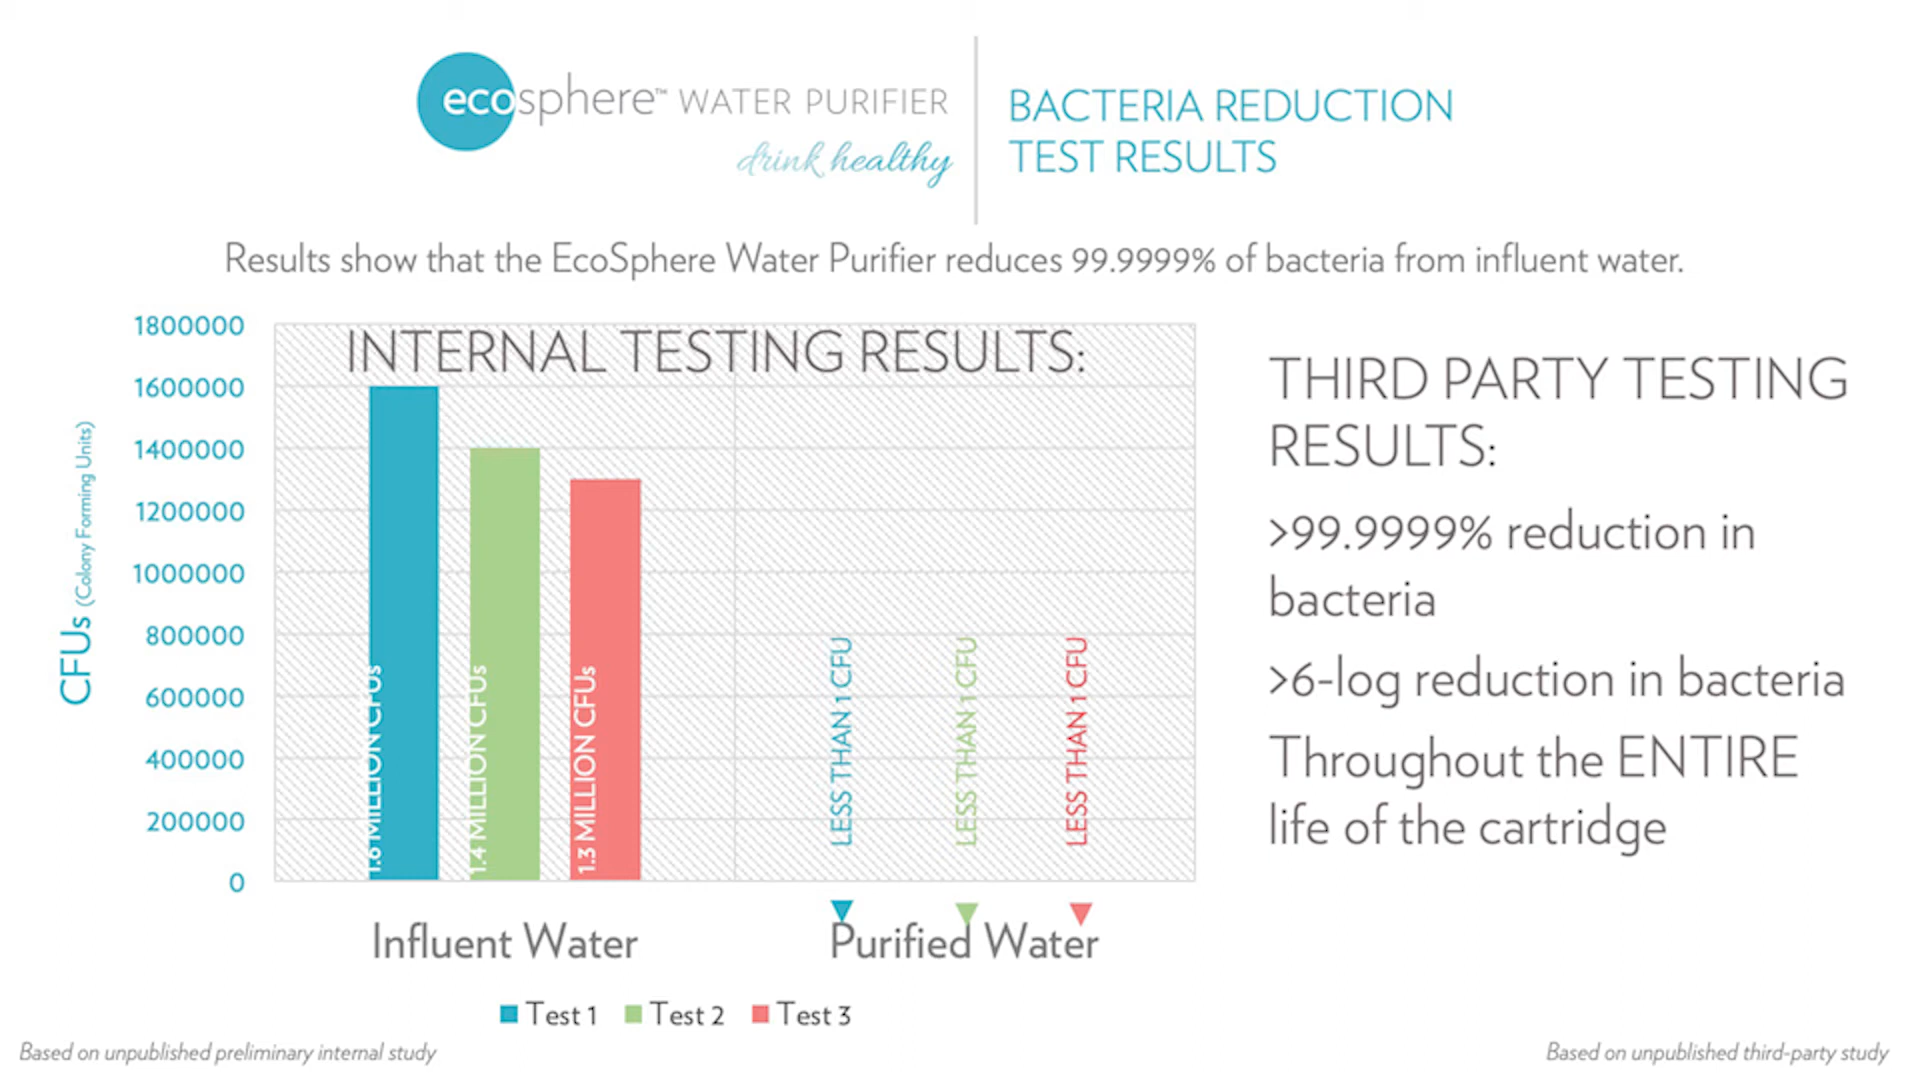 ecosphere™ WATER PURIFIER
drink healthy
BACTERIA REDUCTION
TEST RESULTS
Results show that the EcoSphere Water Purifier reduces 99.9999% of bacteria from influent water.
INTERNAL TESTING RESULTS:
CFUs (Colony Forming Units)
1800000
1600000
1400000
1200000
1000000
800000
600000
400000
200000
0
1.6 MILLION CFUs
1.4 MILLION CFUs
1.3 MILLION CFUs
LESS THAN 1 CFU
LESS THAN 1 CFU
LESS THAN 1 CFU
Influent Water
Purified Water
Test 1
Test 2
Test 3
THIRD PARTY TESTING
RESULTS:
>99.9999% reduction in
bacteria
>6-log reduction in bacteria
Throughout the ENTIRE
life of the cartridge
Based on unpublished preliminary internal study
Based on unpublished third-party study